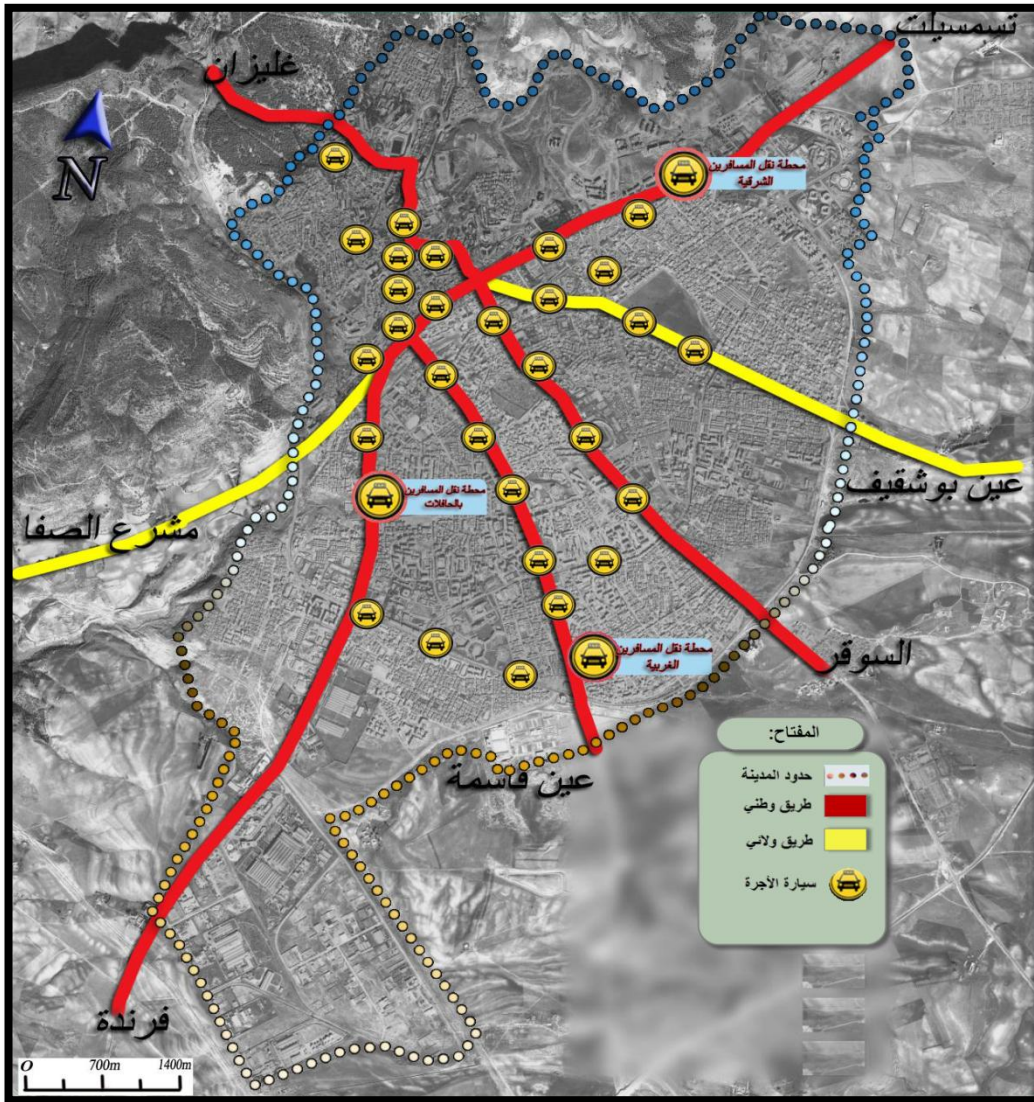 تسمسيلت
غليزان
N
محطة نقل المسافرين
الشرقية
عين بوشقيف
محطة نقل المسافرين
بالحافلات
مشرع الصفا
السوقر
محطة نقل المسافرين
الغربية
عين قاسمة
المفتاح:
حدود المدينة
طريق وطني
طريق ولائي
سيارة الأجرة
فرندة
O 700m 1400m